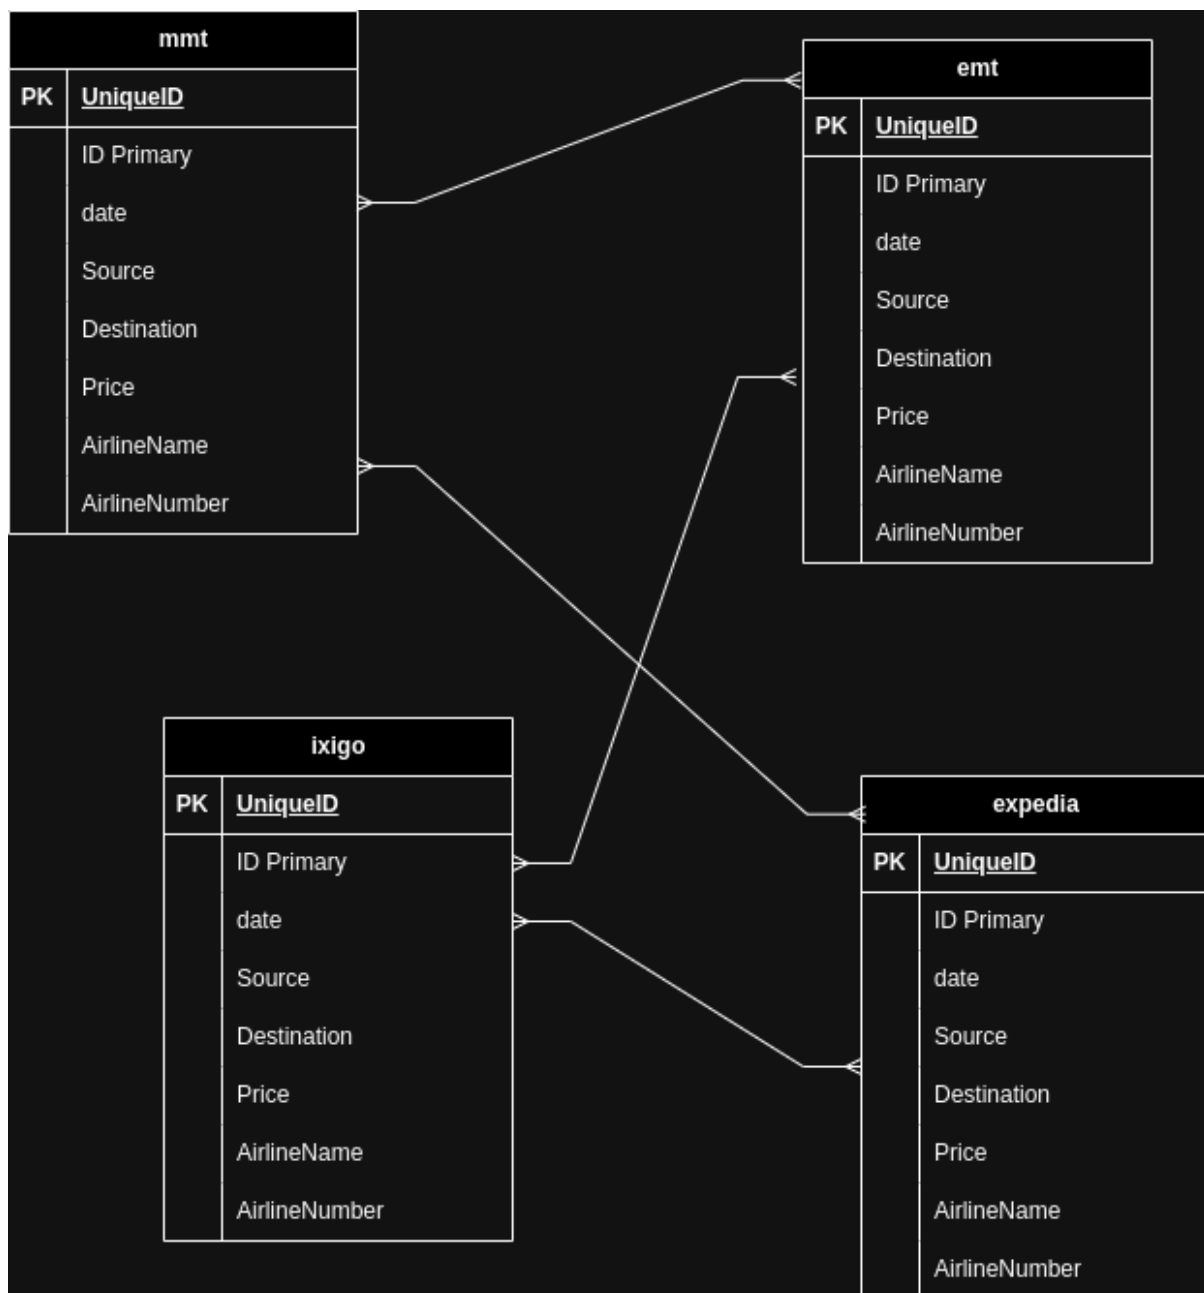 mmt
PK UniqueID
ID Primary
date
Source
Destination
Price
AirlineName
AirlineNumber
emt
PK UniqueID
ID Primary
date
Source
Destination
Price
AirlineName
AirlineNumber
ixigo
PK UniqueID
ID Primary
date
Source
Destination
Price
AirlineName
AirlineNumber
expedia
PK UniqueID
ID Primary
date
Source
Destination
Price
AirlineName
AirlineNumber